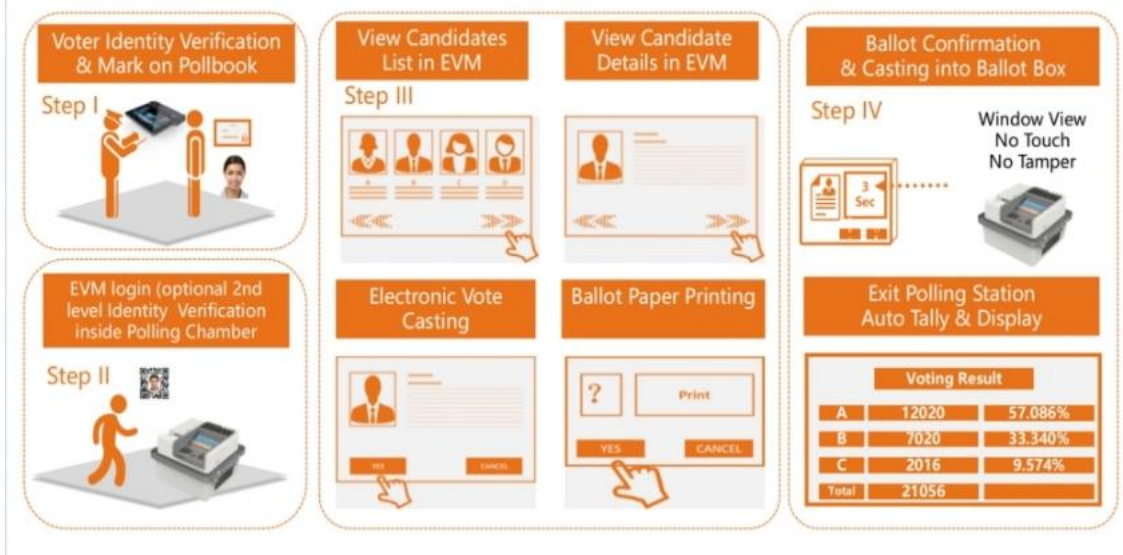 Voter Identity Verification
& Mark on Pollbook
Step I
EVM login (optional 2nd
level Identity Verification
inside Polling Chamber
Step II
View Candidates
List in EVM
Step III
A B C D
View Candidate
Details in EVM
Electronic Vote
Casting
YES CANCEL
Ballot Paper Printing
?
Print
YES CANCEL
Ballot Confirmation
& Casting into Ballot Box
Step IV
Window View
No Touch
No Tamper
3
Sec
Exit Polling Station
Auto Tally & Display
Voting Result
A 12020 57.086%
B 7020 33.340%
C 2016 9.574%
Total 21056